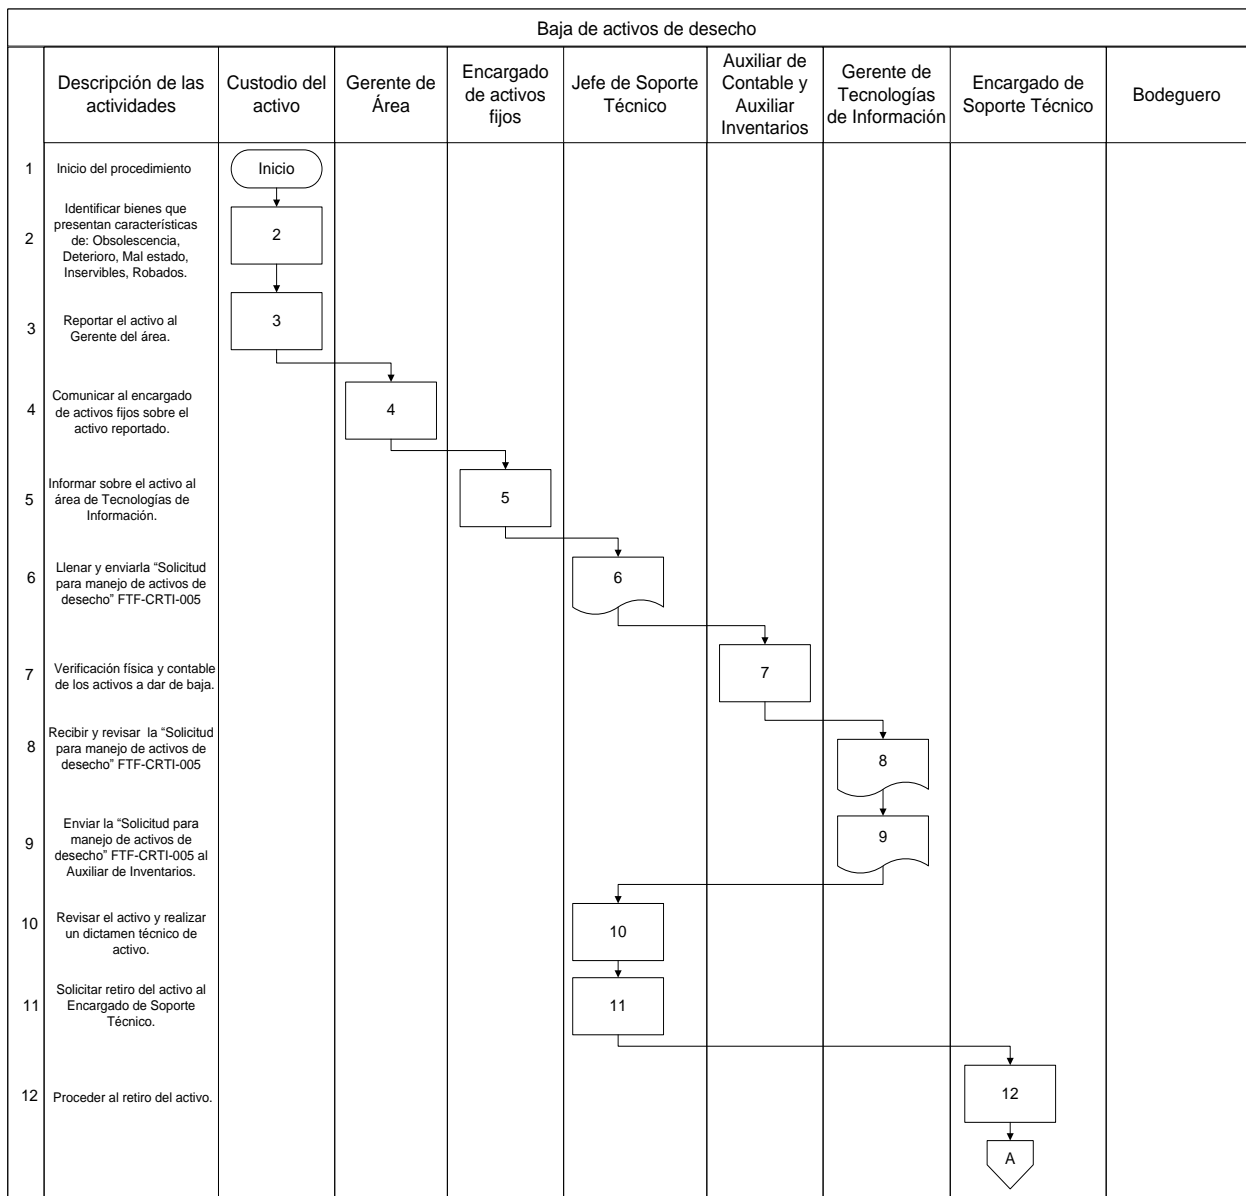 Baja de activos de desecho
Descripción de las
actividades
Custodio del
activo
Gerente de
Área
Encargado
de activos
fijos
Jefe de Soporte
Técnico
Auxiliar de
Contable y
Auxiliar
Inventarios
Gerente de
Tecnologías
de Información
Encargado de
Soporte Técnico
Bodeguero
1
Inicio del procedimiento
Inicio
2
Identificar bienes que
presentan características
de: Obsolescencia,
Deterioro, Mal estado,
Inservibles, Robados.
2
3
Reportar el activo al
Gerente del área.
3
4
Comunicar al encargado
de activos fijos sobre el
activo reportado.
4
5
Informar sobre el activo al
área de Tecnologías de
Información.
5
6
Llenar y enviarla “Solicitud
para manejo de activos de
desecho” FTF-CRTI-005
6
7
Verificación física y contable
de los activos a dar de baja.
7
8
Recibir y revisar la “Solicitud
para manejo de activos de
desecho” FTF-CRTI-005
8
9
Enviar la “Solicitud para
manejo de activos de
desecho” FTF-CRTI-005 al
Auxiliar de Inventarios.
9
10
Revisar el activo y realizar
un dictamen técnico de
activo.
10
11
Solicitar retiro del activo al
Encargado de Soporte
Técnico.
11
12
Proceder al retiro del activo.
12
A